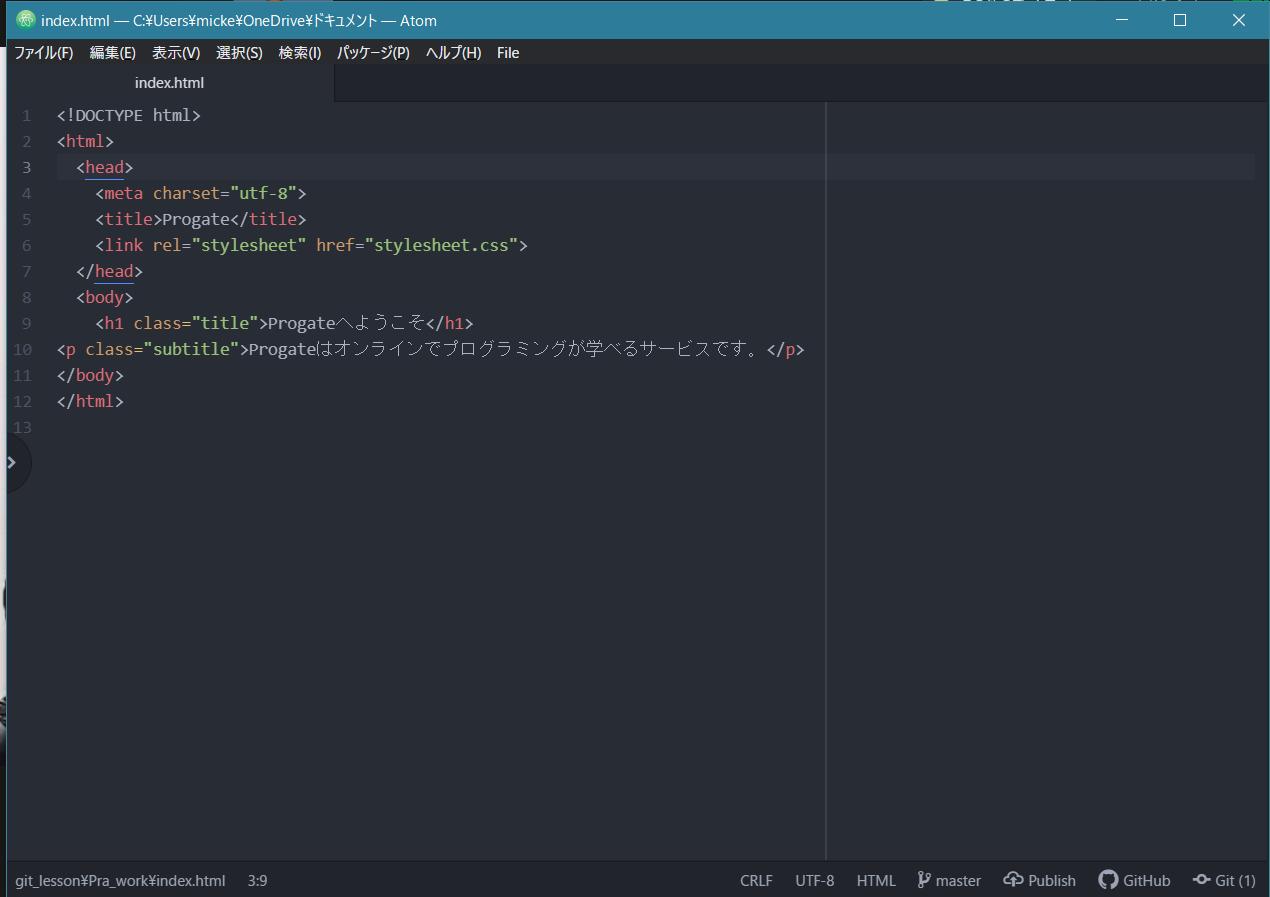 index.html — C:¥Users¥micke¥OneDrive¥ドキュメント — Atom
ファイル(F) 編集(E) 表示(V) 選択(S) 検索(I) パッケージ(P) ヘルプ(H) File
index.html
1 <!DOCTYPE html>
2 <html>
3 <head>
4 <meta charset="utf-8">
5 <title>Progate</title>
6 <link rel="stylesheet" href="stylesheet.css">
7 </head>
8 <body>
9 <h1 class="title">Progateへようこそ</h1>
10 <p class="subtitle">Progateはオンラインでプログラミングが学べるサービスです。</p>
11 </body>
12 </html>
13
git_lesson¥Pra_work¥index.html 3:9 CRLF UTF-8 HTML master Publish GitHub Git (1)